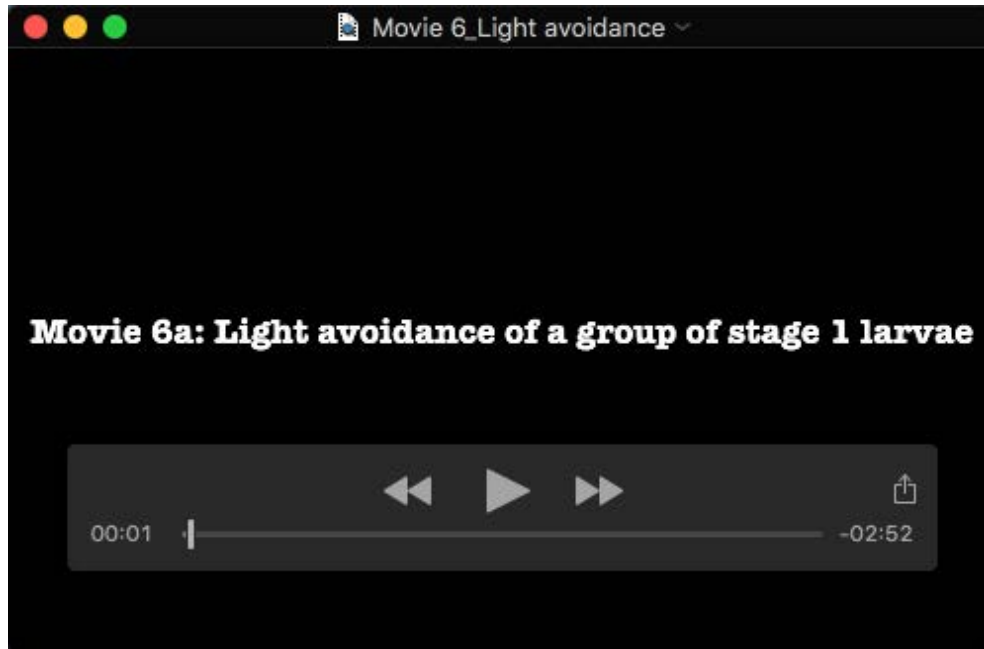 Movie 6_Light avoidance
Movie 6a: Light avoidance of a group of stage 1 larvae
00:01
-02:52